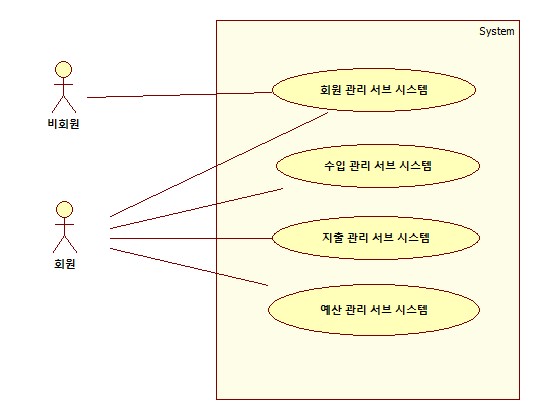 System
회원 관리 서브 시스템
비회원
수입 관리 서브 시스템
지출 관리 서브 시스템
회원
예산 관리 서브 시스템